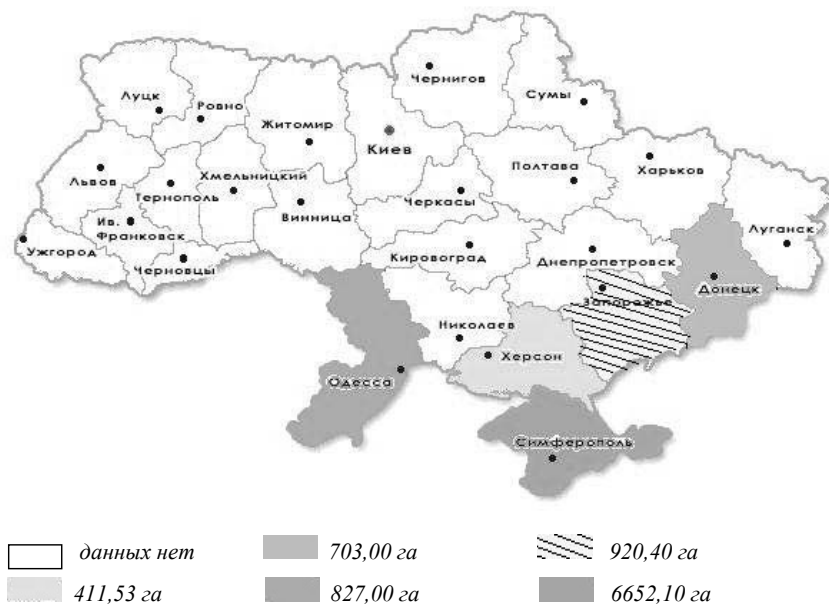 Чернигов
Луцк
Ровно
Сумы
Житомир
Киев
Харьков
Львов
Хмельницкий
Полтава
Тернополь
Черкасы
Винница
Ив.
Франковск
Луганск
Ужгород
Черновцы
Кировоград
Днепропетровск
Донецк
Запорожье
Николаев
Херсон
Одесса
Симферополь
данных нет
703,00 га
920,40 га
411,53 га
827,00 га
6652,10 га